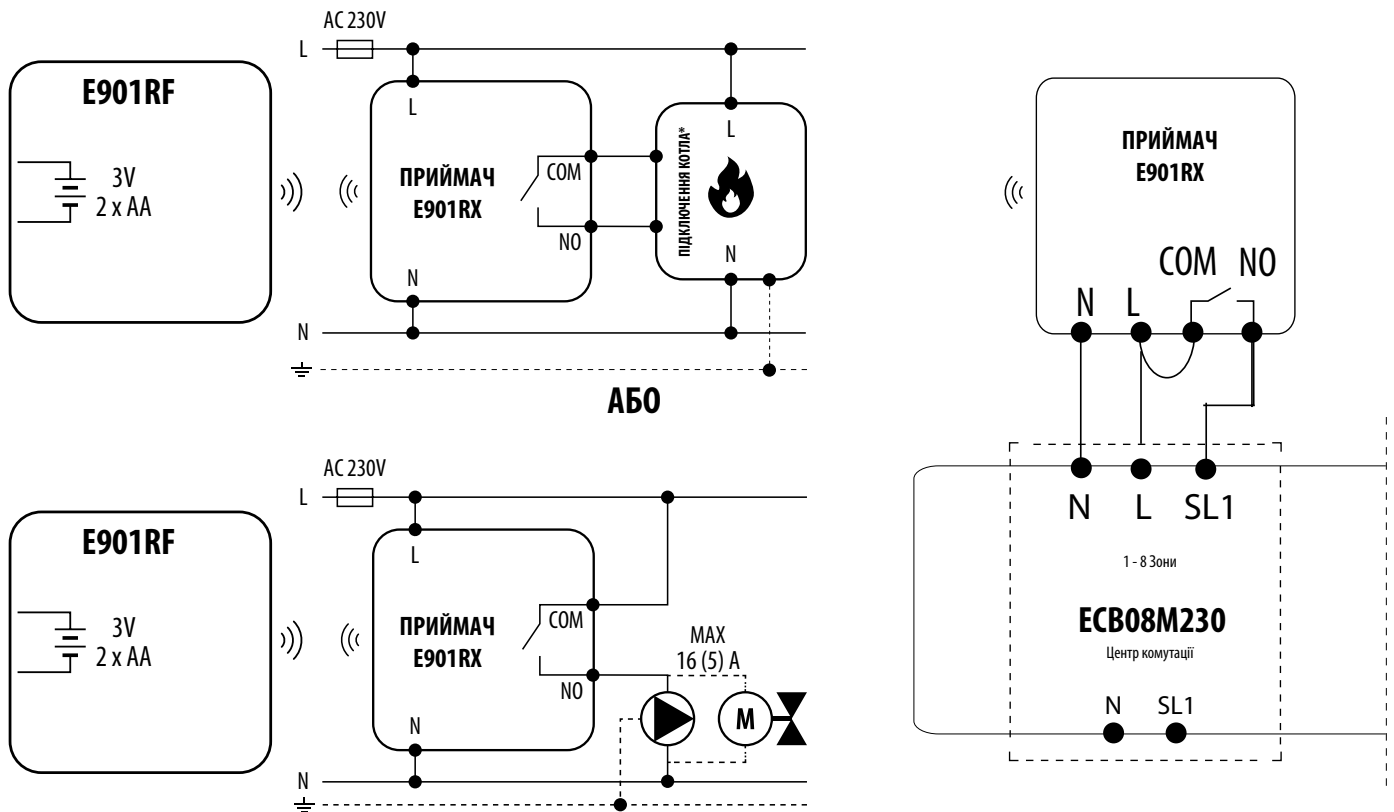 AC 230V
L
E901RF
3V
2 x AA
L
ПРИЙМАЧ
E901RX
COM
NO
N
ПІДКЛЮЧЕННЯ КОТЛА*
L
N
N
АБО
AC 230V
L
E901RF
3V
2 x AA
L
ПРИЙМАЧ
E901RX
COM
NO
N
MAX
16 (5) A
M
N
ПРИЙМАЧ
E901RX
COM NO
N L
N L SL1
1 - 8 Зони
ECB08M230
Центр комутації
N SL1